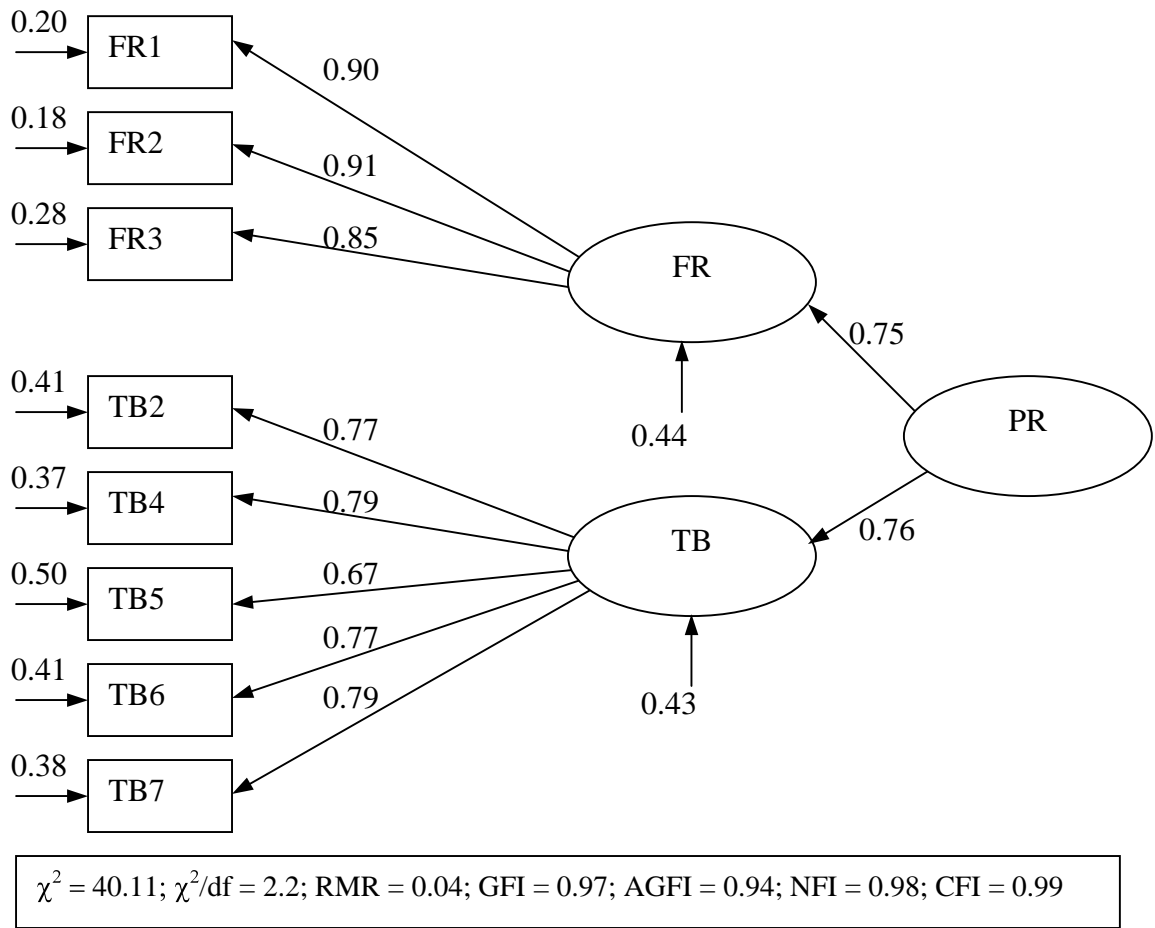 0.20
FR1
0.90
0.18
FR2
0.91
0.28
FR3
0.85
FR
0.75
0.44
PR
0.41
TB2
0.77
0.37
TB4
0.79
TB
0.76
0.50
TB5
0.67
0.41
TB6
0.77
0.43
0.38
TB7
0.79
χ² = 40.11; χ²/df = 2.2; RMR = 0.04; GFI = 0.97; AGFI = 0.94; NFI = 0.98; CFI = 0.99